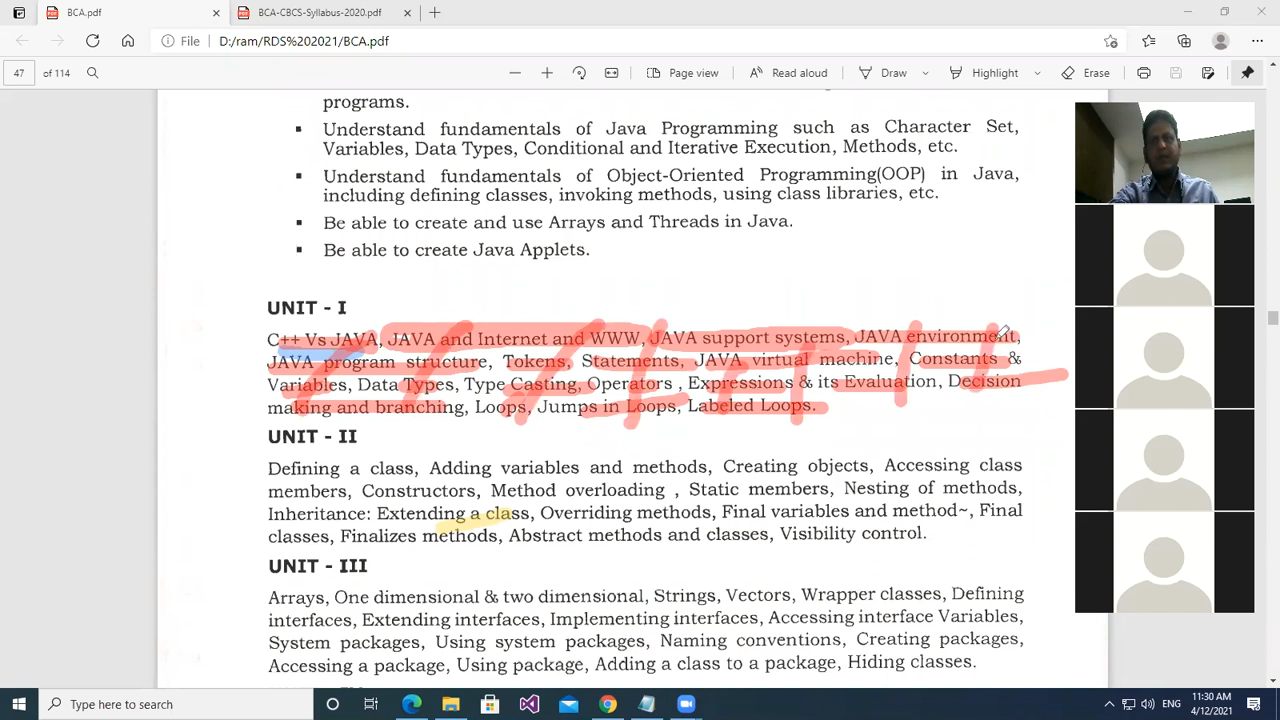 BCA.pdf
BCA-CBCS-Syllabus-2020.pdf
File D:/ram/RDS%202021/BCA.pdf
47 of 114 Page view Read aloud Draw Highlight Erase
programs.
▪ Understand fundamentals of Java Programming such as Character Set,
Variables, Data Types, Conditional and Iterative Execution, Methods, etc.
▪ Understand fundamentals of Object-Oriented Programming(OOP) in Java,
including defining classes, invoking methods, using class libraries, etc.
▪ Be able to create and use Arrays and Threads in Java.
▪ Be able to create Java Applets.
UNIT - I
C++ Vs JAVA, JAVA and Internet and WWW, JAVA support systems, JAVA environment,
JAVA program structure, Tokens, Statements, JAVA virtual machine, Constants &
Variables, Data Types, Type Casting, Operators , Expressions & its Evaluation, Decision
making and branching, Loops, Jumps in Loops, Labeled Loops.
UNIT - II
Defining a class, Adding variables and methods, Creating objects, Accessing class
members, Constructors, Method overloading , Static members, Nesting of methods,
Inheritance: Extending a class, Overriding methods, Final variables and method~, Final
classes, Finalizes methods, Abstract methods and classes, Visibility control.
UNIT - III
Arrays, One dimensional & two dimensional, Strings, Vectors, Wrapper classes, Defining
interfaces, Extending interfaces, Implementing interfaces, Accessing interface Variables,
System packages, Using system packages, Naming conventions, Creating packages,
Accessing a package, Using package, Adding a class to a package, Hiding classes.
Type here to search
ENG
11:30 AM
4/12/2021